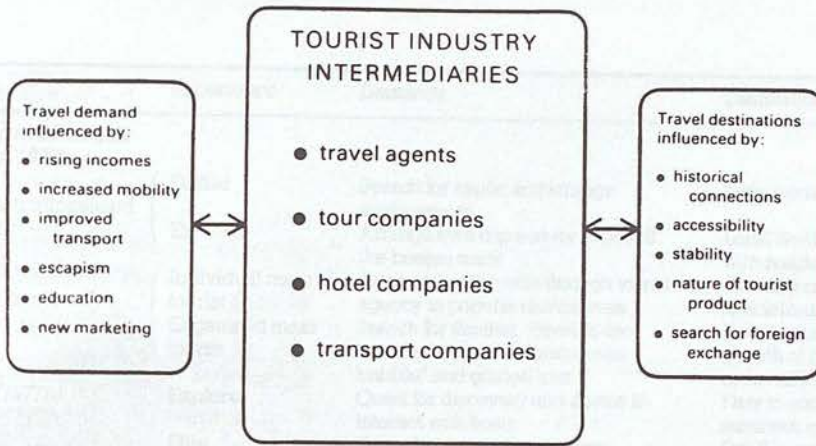 Travel demand
influenced by:
• rising incomes
• increased mobility
• improved
transport
• escapism
• education
• new marketing
TOURIST INDUSTRY
INTERMEDIARIES
• travel agents
• tour companies
• hotel companies
• transport companies
Travel destinations
influenced by:
• historical
connections
• accessibility
• stability
• nature of tourist
product
• search for foreign
exchange